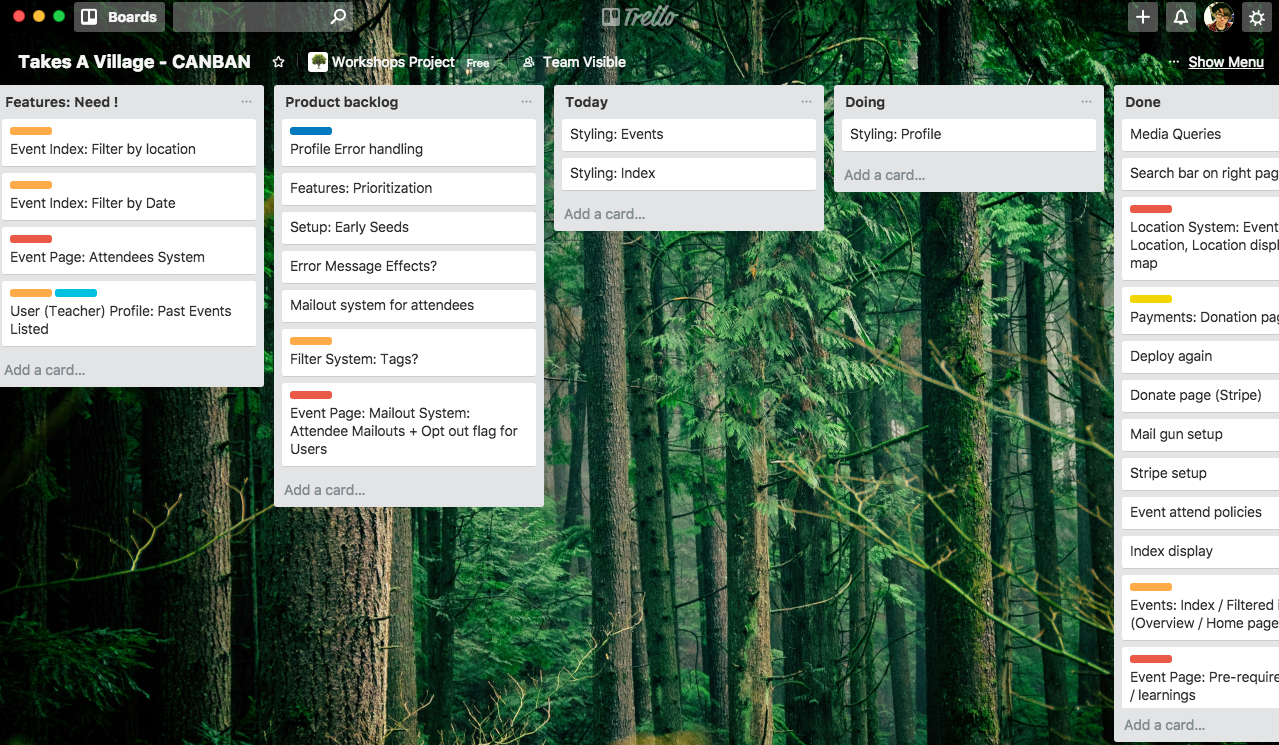 Boards
Trello
Takes A Village - CANBAN
Workshops Project
Free
Team Visible
... Show Menu
Features: Need !
...
Event Index: Filter by location
Event Index: Filter by Date
Event Page: Attendees System
User (Teacher) Profile: Past Events
Listed
Add a card...
Product backlog
...
Profile Error handling
Features: Prioritization
Setup: Early Seeds
Error Message Effects?
Mailout system for attendees
Filter System: Tags?
Event Page: Mailout System:
Attendee Mailouts + Opt out flag for
Users
Add a card...
Today
...
Styling: Events
Styling: Index
Add a card...
Doing
...
Styling: Profile
Add a card...
Done
Media Queries
Search bar on right pag
Location System: Event
Location, Location displ
map
Payments: Donation pag
Deploy again
Donate page (Stripe)
Mail gun setup
Stripe setup
Event attend policies
Index display
Events: Index / Filtered i
(Overview / Home page
Event Page: Pre-require
/ learnings
Add a card...